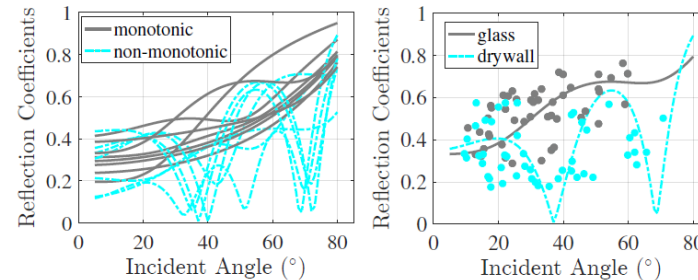 1
0.8
0.6
0.4
0.2
0
Reflection Coefficients
monotonic
non-monotonic
0 20 40 60 80
Incident Angle (°)
1
0.8
0.6
0.4
0.2
0
Reflection Coefficients
glass
drywall
0 20 40 60 80
Incident Angle (°)